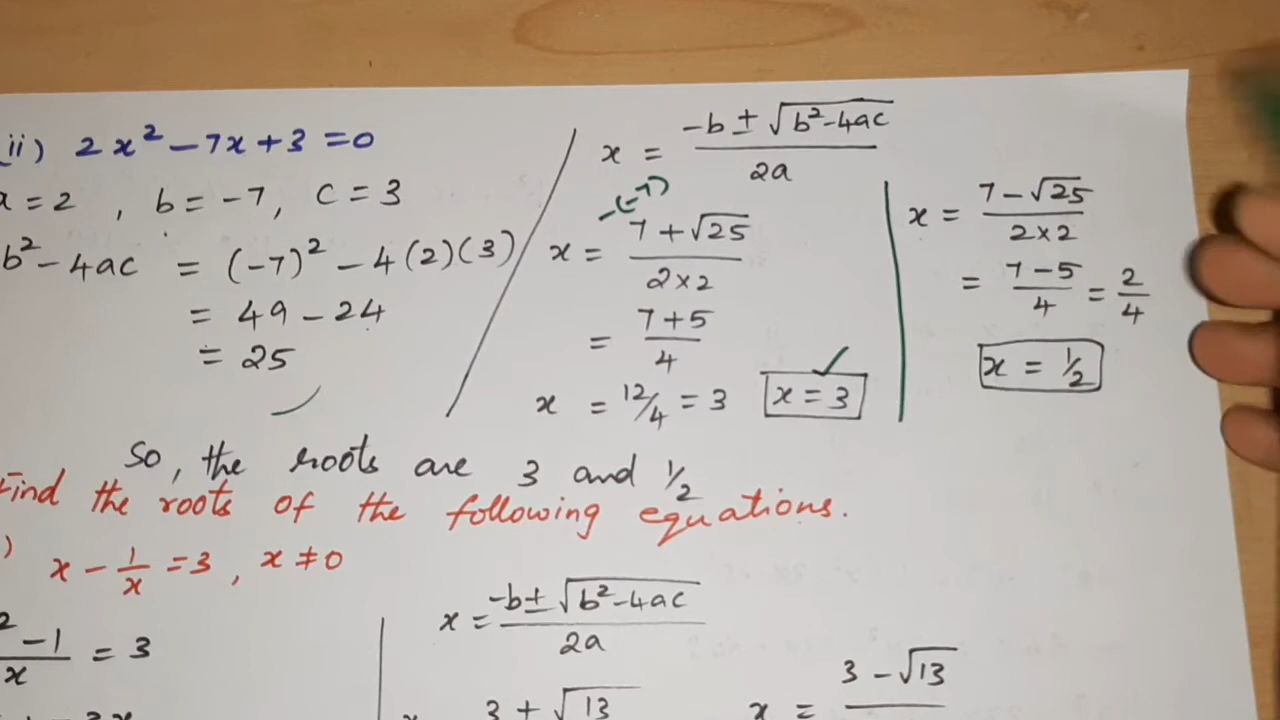 ii) 2x² - 7x + 3 = 0
a = 2 , b = -7, c = 3
b² - 4ac = (-7)² - 4(2)(3)
= 49 - 24
= 25
x = (-b ± √(b² - 4ac))/2a
-(-7)
x = (7 + √25)/(2×2)
= (7 + 5)/4
x = 12/4 = 3 x = 3 ✓
x = (7 - √25)/(2×2)
= (7 - 5)/4 = 2/4
x = 1/2
So, the roots are 3 and 1/2
Find the roots of the following equations.
) x - 1/x = 3, x ≠ 0
² - 1/x = 3
x = (-b ± √(b² - 4ac))/2a
3 + √13
x = 3 - √13